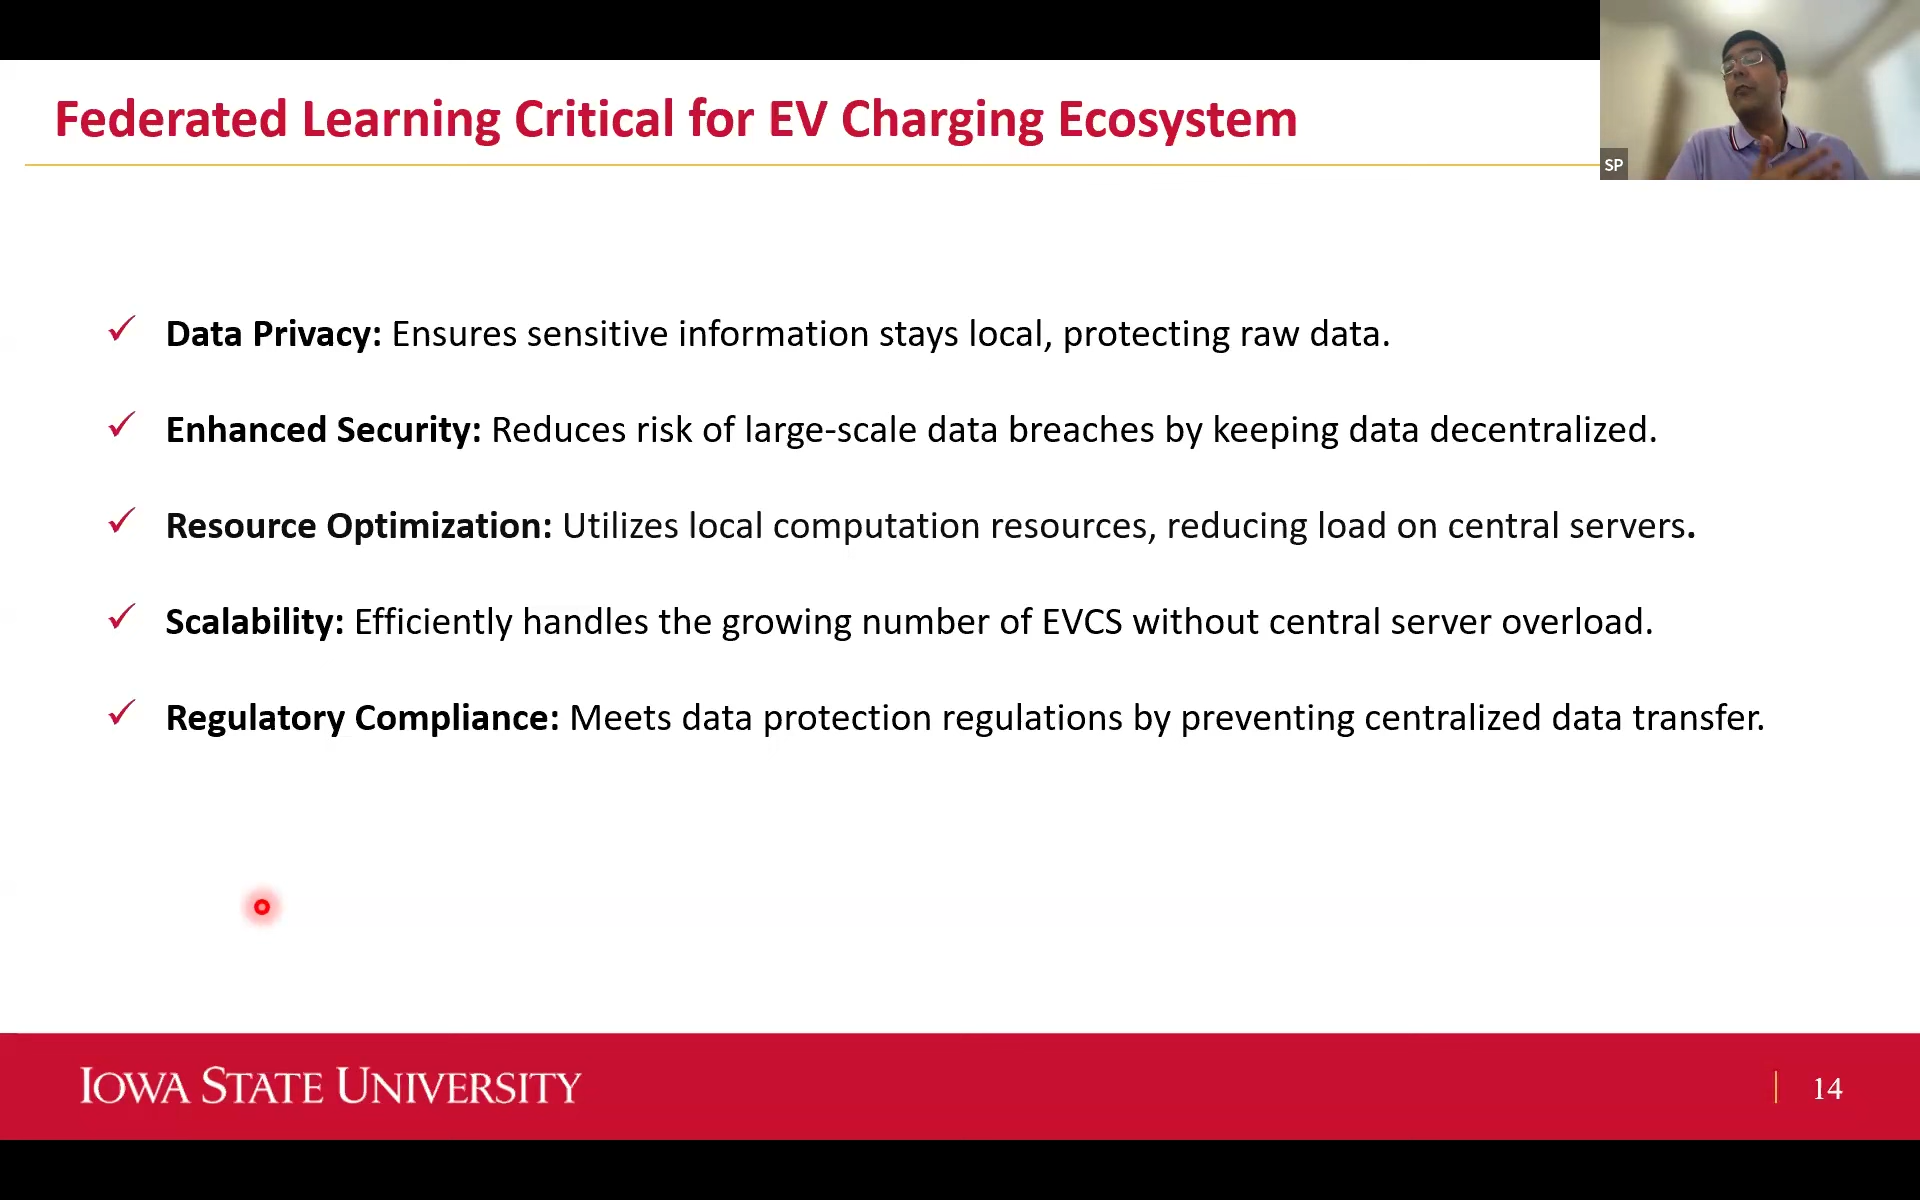 Federated Learning Critical for EV Charging Ecosystem
SP
✓ Data Privacy: Ensures sensitive information stays local, protecting raw data.
✓ Enhanced Security: Reduces risk of large-scale data breaches by keeping data decentralized.
✓ Resource Optimization: Utilizes local computation resources, reducing load on central servers.
✓ Scalability: Efficiently handles the growing number of EVCS without central server overload.
✓ Regulatory Compliance: Meets data protection regulations by preventing centralized data transfer.
IOWA STATE UNIVERSITY
14